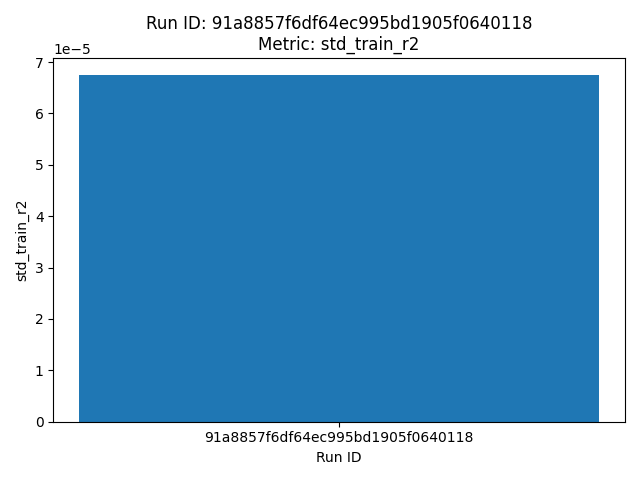 Run ID: 91a8857f6df64ec995bd1905f0640118
Metric: std_train_r2
1e−5
7
6
5
4
3
2
1
0
std_train_r2
91a8857f6df64ec995bd1905f0640118
Run ID